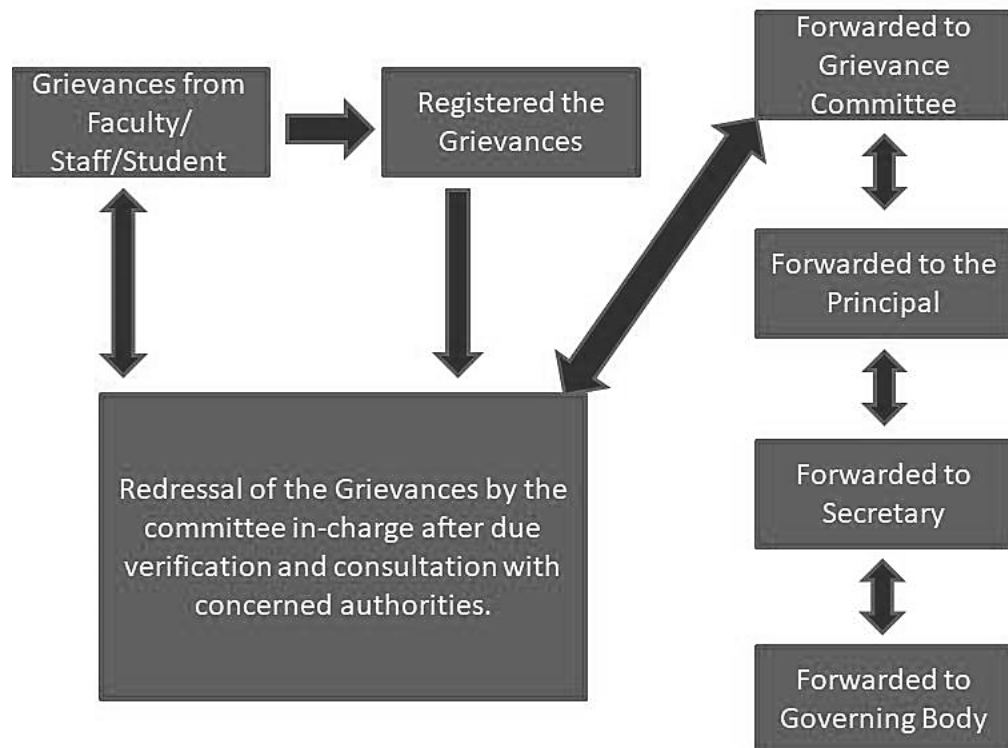 Grievances from
Faculty/
Staff/Student
Registered the
Grievances
Forwarded to
Grievance
Committee
Forwarded to the
Principal
Redressal of the Grievances by the
committee in-charge after due
verification and consultation with
concerned authorities.
Forwarded to
Secretary
Forwarded to
Governing Body